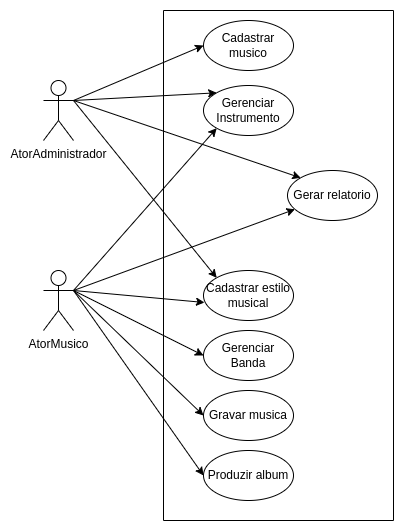 Cadastrar
musico
Gerenciar
Instrumento
AtorAdministrador
Gerar relatorio
Cadastrar estilo
musical
AtorMusico
Gerenciar
Banda
Gravar musica
Produzir album